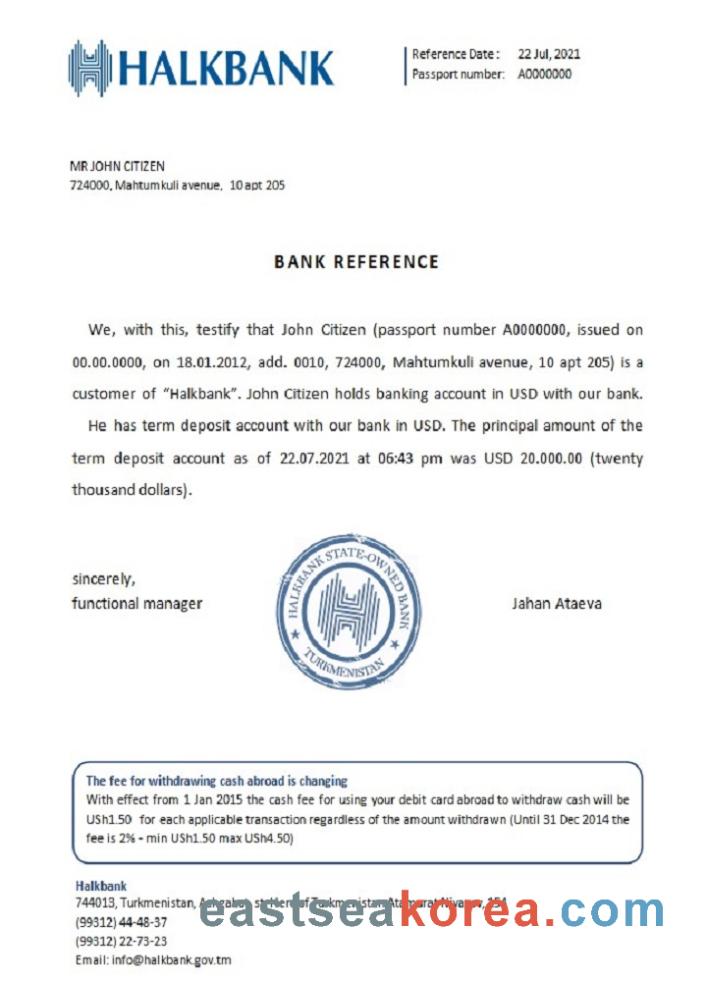 HALKBANK
Reference Date : 22 Jul, 2021
Passport number: A0000000
MR JOHN CITIZEN
724000, Mahtumkuli avenue, 10 apt 205
BANK REFERENCE
We, with this, testify that John Citizen (passport number A0000000, issued on
00.00.0000, on 18.01.2012, add. 0010, 724000, Mahtumkuli avenue, 10 apt 205) is a
customer of “Halkbank”. John Citizen holds banking account in USD with our bank.
He has term deposit account with our bank in USD. The principal amount of the
term deposit account as of 22.07.2021 at 06:43 pm was USD 20.000.00 (twenty
thousand dollars).
sincerely,
functional manager
HALKBANK STATE-OWNED BANK
TURKMENISTAN
Jahan Ataeva
The fee for withdrawing cash abroad is changing
With effect from 1 Jan 2015 the cash fee for using your debit card abroad to withdraw cash will be
USh1.50 for each applicable transaction regardless of the amount withdrawn (Until 31 Dec 2014 the
fee is 2% - min USh1.50 max USh4.50)
Halkbank
744013, Turkmenistan, Ashgabat, st. Hero of Turkmenistan Atamurat Niyazov, 154
eastseakorea.com
(99312) 44-48-37
(99312) 22-73-23
Email: info@halkbank.gov.tm